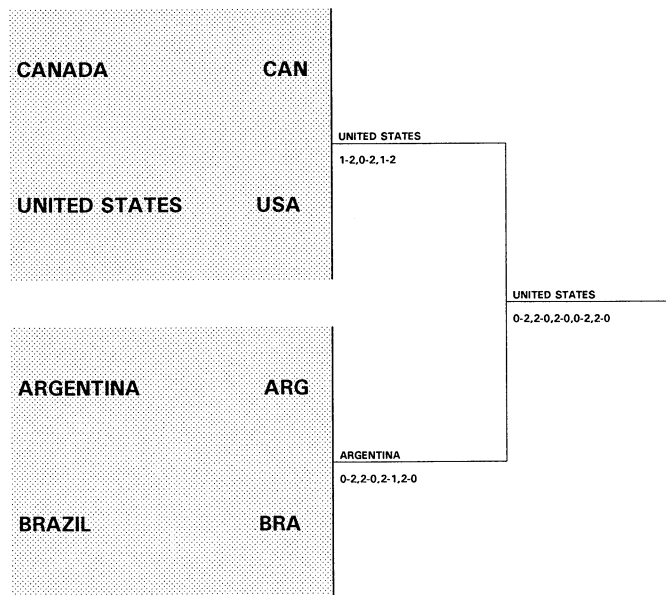 CANADA CAN
UNITED STATES
1-2,0-2,1-2
UNITED STATES USA
UNITED STATES
0-2,2-0,2-0,0-2,2-0
ARGENTINA ARG
ARGENTINA
0-2,2-0,2-1,2-0
BRAZIL BRA